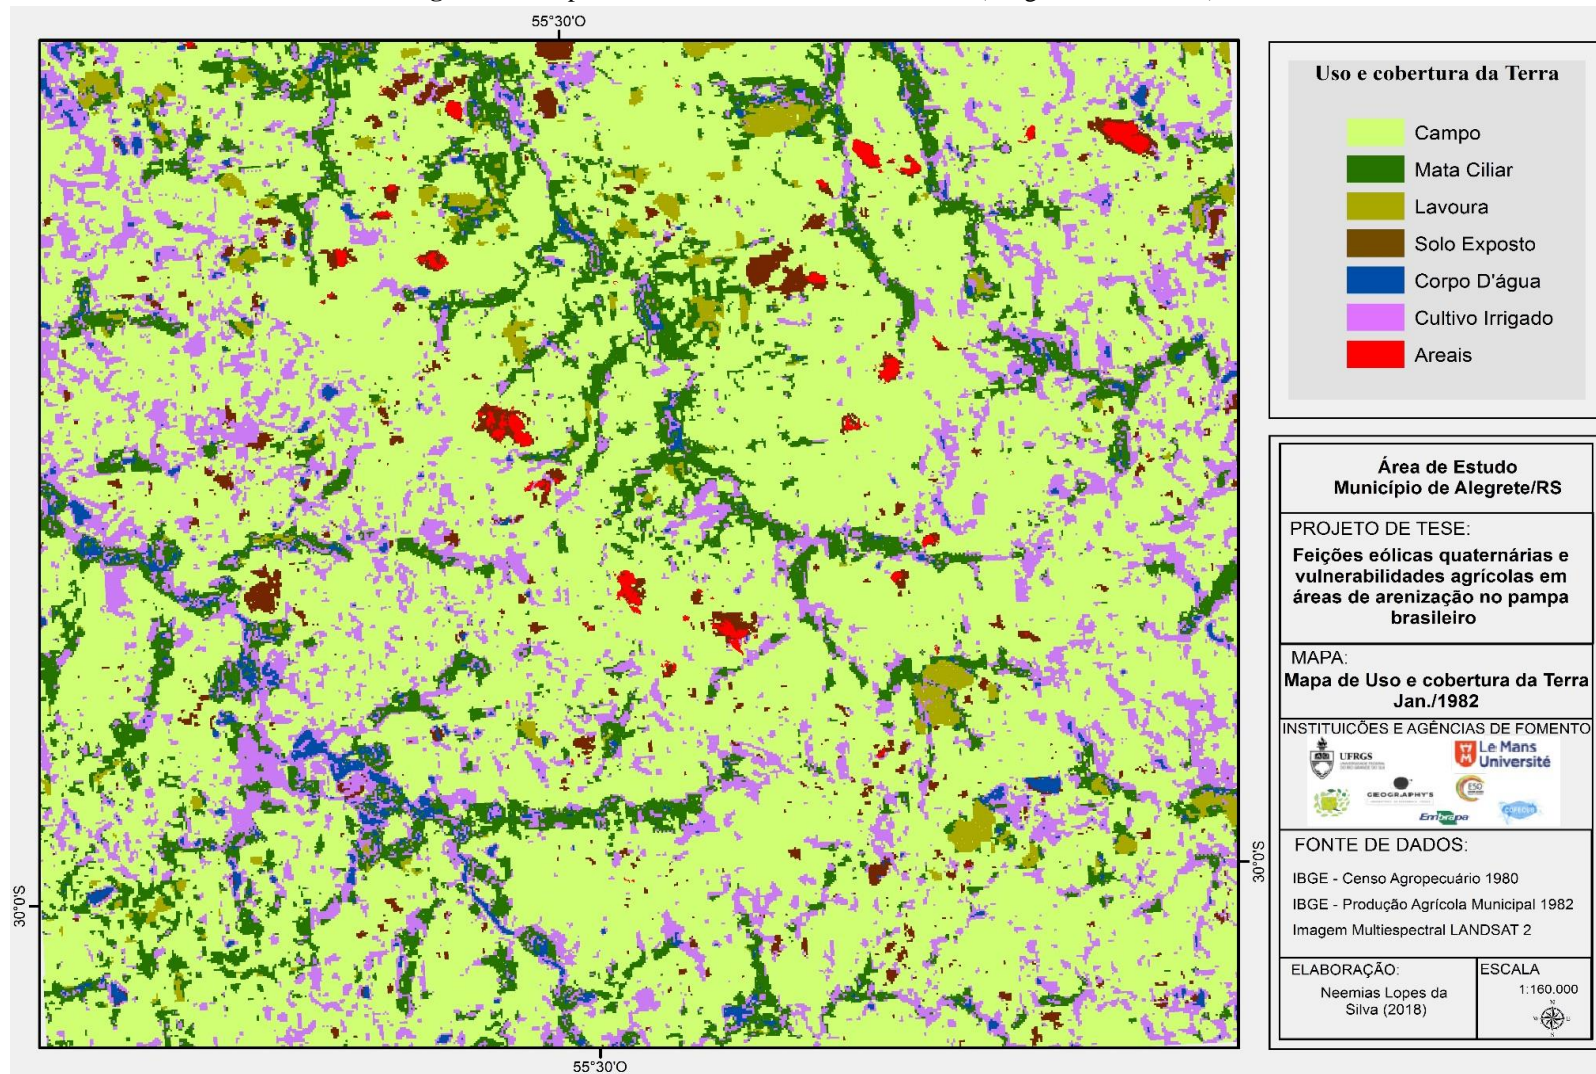 55°30'O
30°0'S
30°0'S
55°30'O
Uso e cobertura da Terra
Campo
Mata Ciliar
Lavoura
Solo Exposto
Corpo D'água
Cultivo Irrigado
Areais
Área de Estudo
Município de Alegrete/RS
PROJETO DE TESE:
Feições eólicas quaternárias e
vulnerabilidades agrícolas em
áreas de arenização no pampa
brasileiro
MAPA:
Mapa de Uso e cobertura da Terra
Jan./1982
INSTITUICÕES E AGÊNCIAS DE FOMENTO
UFRGS
Le Mans
Université
GEOGRAPHY'S
ESO
Embrapa
FONTE DE DADOS:
IBGE - Censo Agropecuário 1980
IBGE - Produção Agrícola Municipal 1982
Imagem Multiespectral LANDSAT 2
ELABORAÇÃO:
Neemias Lopes da
Silva (2018)
ESCALA
1:160.000